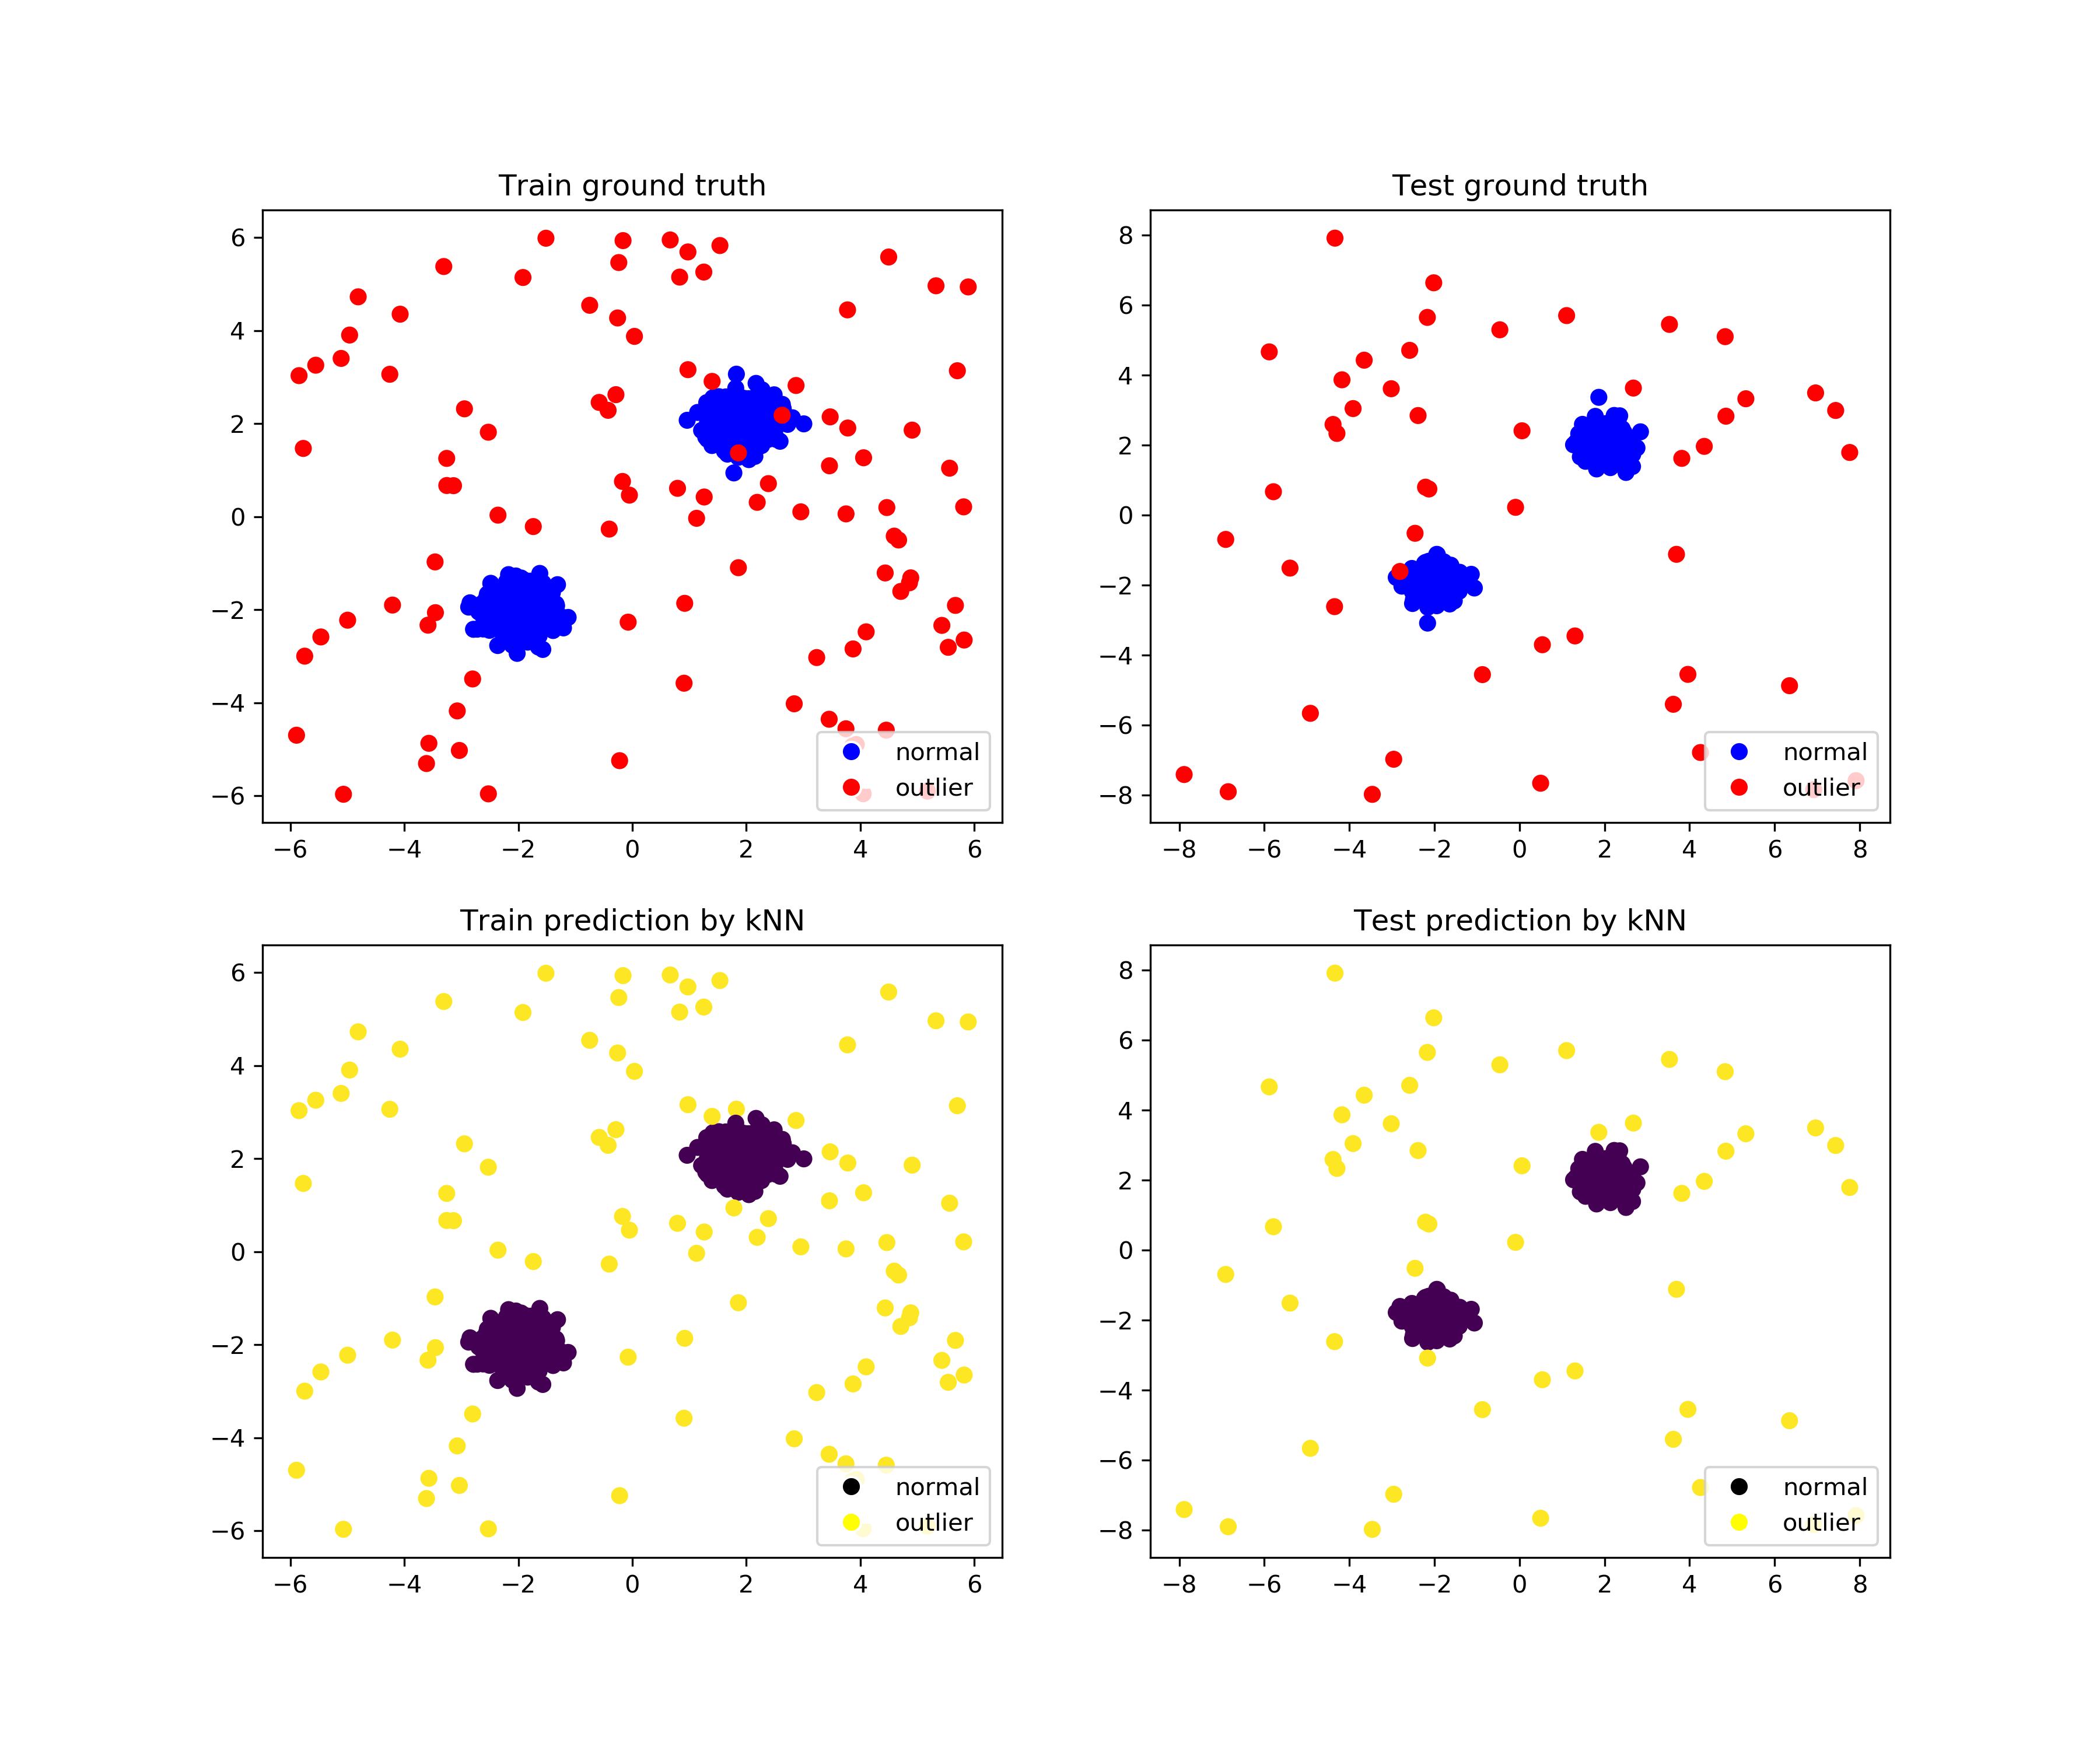 Train ground truth
6
4
2
0
−2
−4
−6
−6 −4 −2 0 2 4 6
normal
outlier
Test ground truth
8
6
4
2
0
−2
−4
−6
−8
−8 −6 −4 −2 0 2 4 6 8
normal
outlier
Train prediction by kNN
6
4
2
0
−2
−4
−6
−6 −4 −2 0 2 4 6
normal
outlier
Test prediction by kNN
8
6
4
2
0
−2
−4
−6
−8
−8 −6 −4 −2 0 2 4 6 8
normal
outlier